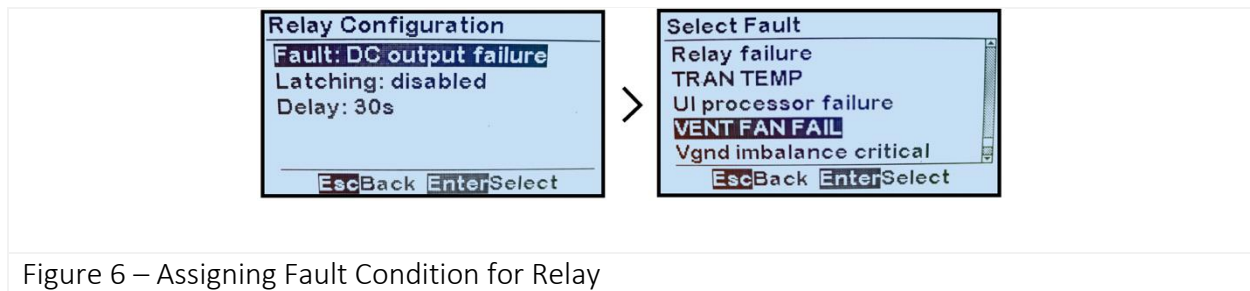 Relay Configuration
Fault: DC output failure
Latching: disabled
Delay: 30s
EscBack EnterSelect
>
Select Fault
Relay failure
TRAN TEMP
UI processor failure
VENT FAN FAIL
Vgnd imbalance critical
EscBack EnterSelect
Figure 6 – Assigning Fault Condition for Relay